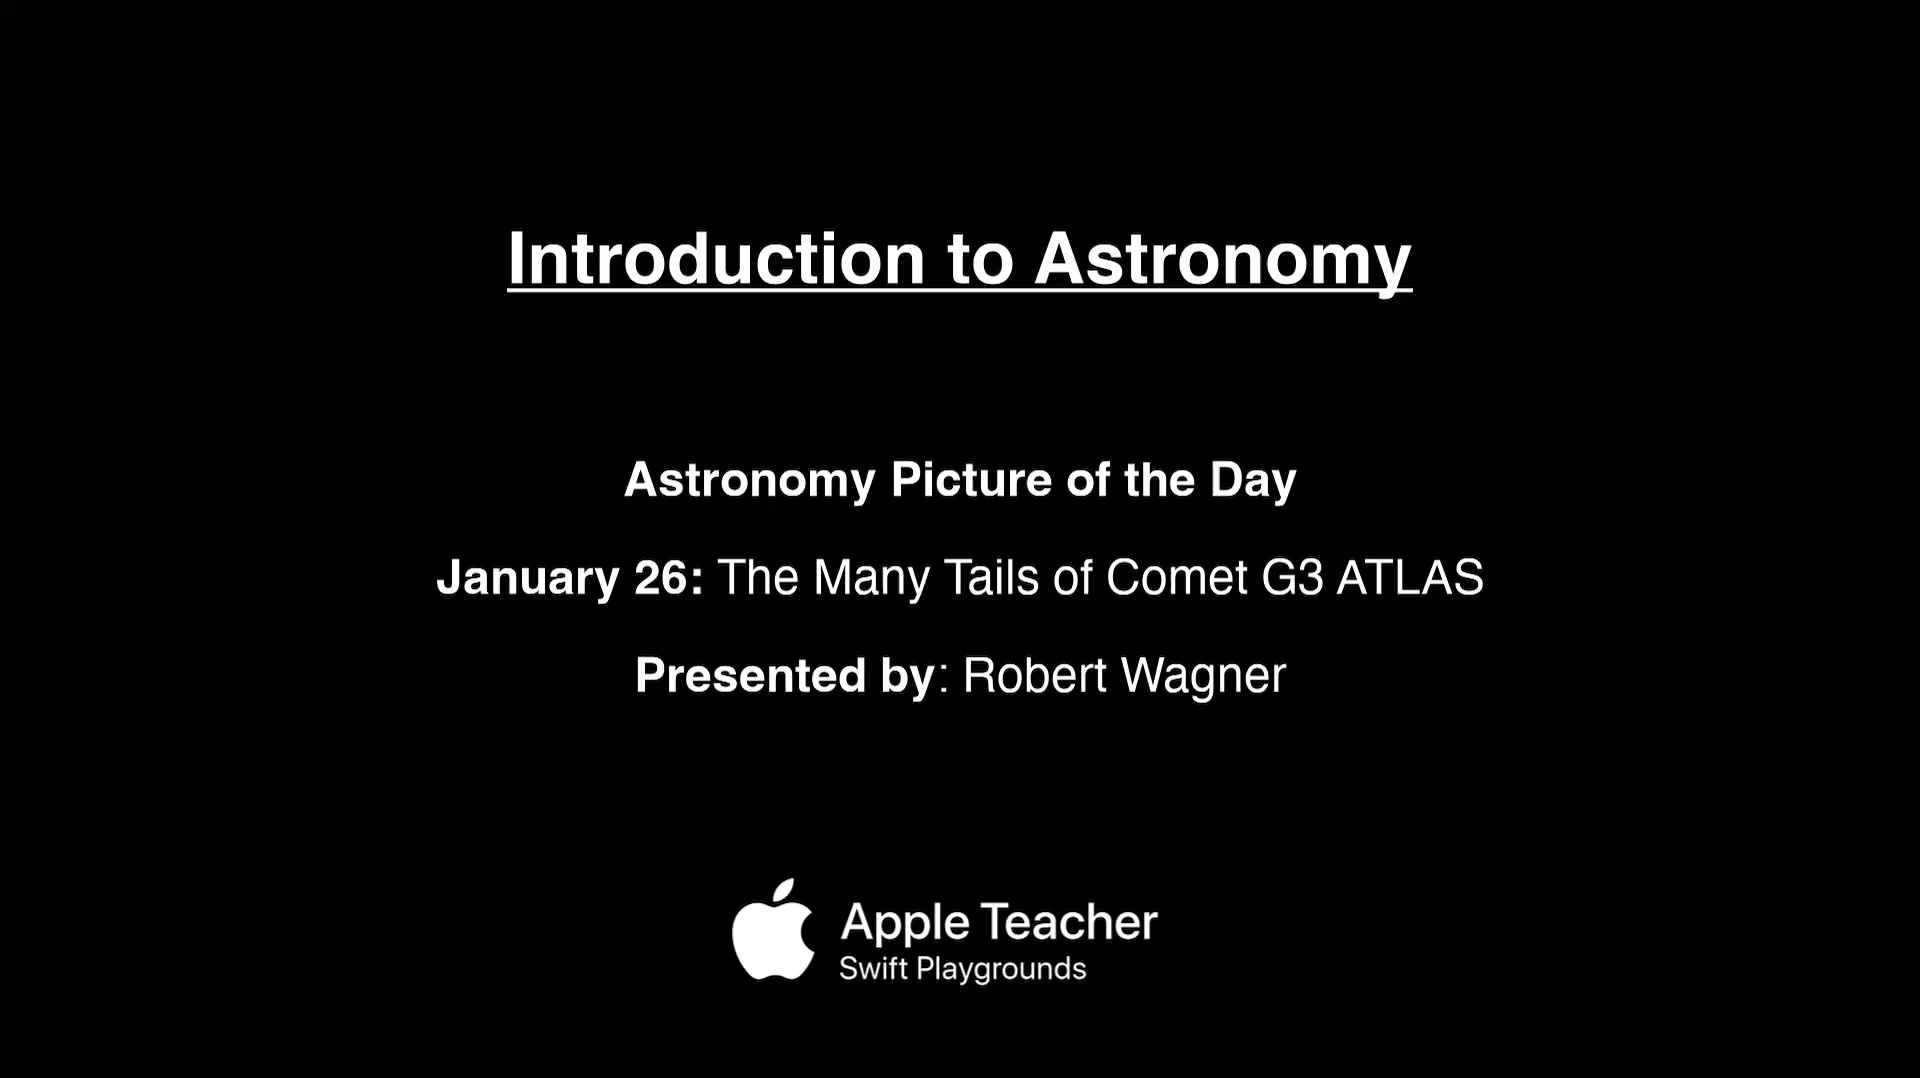 Introduction to Astronomy
Astronomy Picture of the Day
January 26: The Many Tails of Comet G3 ATLAS
Presented by: Robert Wagner
Apple Teacher
Swift Playgrounds